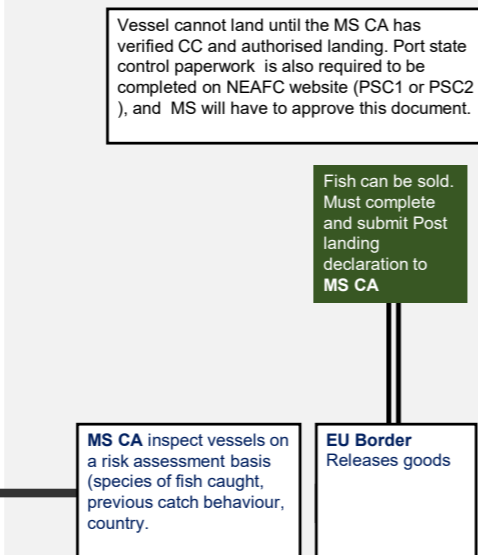 Vessel cannot land until the MS CA has
verified CC and authorised landing. Port state
control paperwork  is also required to be
completed on NEAFC website (PSC1 or PSC2
), and  MS will have to approve this document.
Fish can be sold.
Must complete
and submit Post
landing
declaration to
MS CA
MS CA inspect vessels on
a risk assessment basis
(species of fish caught,
previous catch behaviour,
country.
EU Border
Releases goods